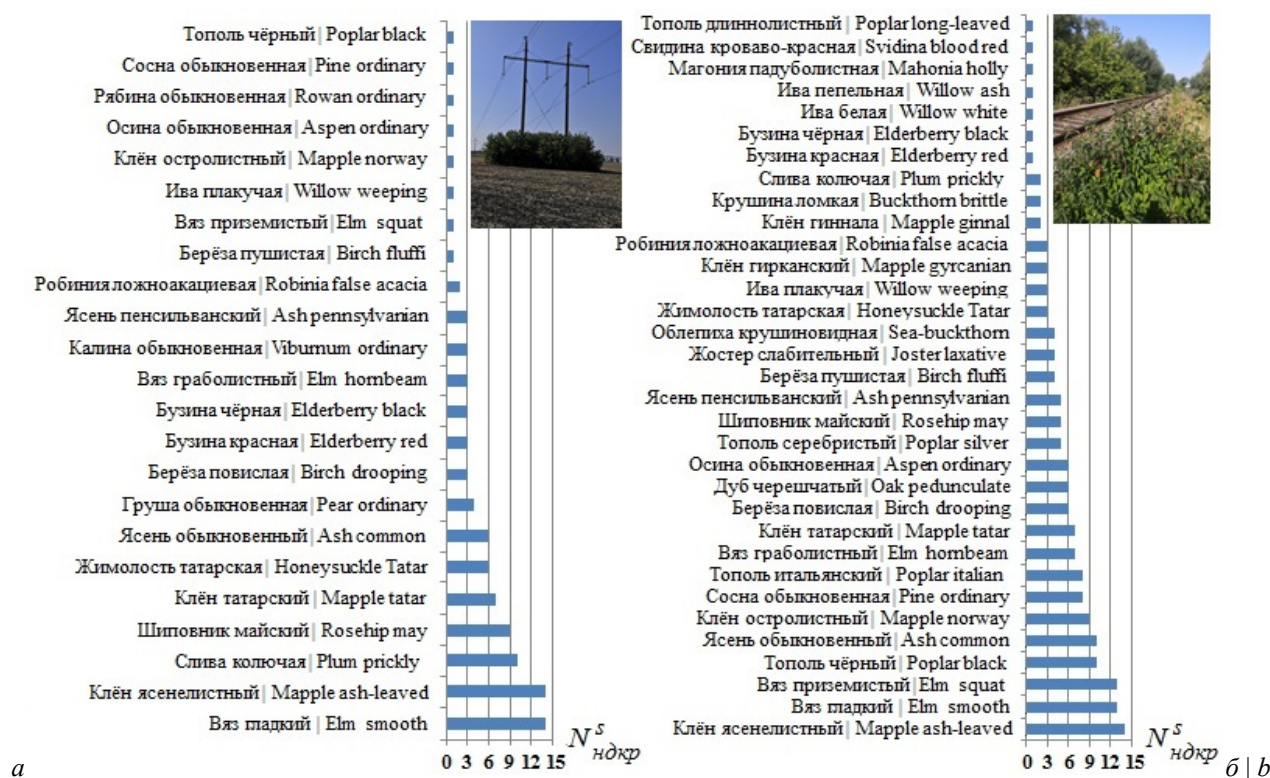 Тополь чёрный | Poplar black
Сосна обыкновенная | Pine ordinary
Рябина обыкновенная | Rowan ordinary
Осина обыкновенная | Aspen ordinary
Клён остролистный | Mapple norway
Ива плакучая | Willow weeping
Вяз приземистый | Elm squat
Берёза пушистая | Birch fluffi
Робиния ложноакациевая | Robinia false acacia
Ясень пенсильванский | Ash pennsylvanian
Калина обыкновенная | Viburnum ordinary
Вяз граболистный | Elm hornbeam
Бузина чёрная | Elderberry black
Бузина красная | Elderberry red
Берёза повислая | Birch drooping
Груша обыкновенная | Pear ordinary
Ясень обыкновенный | Ash common
Жимолость татарская | Honeysuckle Tatar
Клён татарский | Mapple tatar
Шиповник майский | Rosehip may
Слива колючая | Plum prickly
Клён ясенелистный | Mapple ash-leaved
Вяз гладкий | Elm smooth
0 3 6 9 12 15
N s ндкр
а
Тополь длиннолистный | Poplar long-leaved
Свидина кроваво-красная | Svidina blood red
Магония падуболистная | Mahonia holly
Ива пепельная | Willow ash
Ива белая | Willow white
Бузина чёрная | Elderberry black
Бузина красная | Elderberry red
Слива колючая | Plum prickly
Крушина ломкая | Buckthorn brittle
Клён гиннала | Mapple ginnal
Робиния ложноакациевая | Robinia false acacia
Клён гирканский | Mapple gyrcanian
Ива плакучая | Willow weeping
Жимолость татарская | Honeysuckle Tatar
Облепиха крушиновидная | Sea-buckthorn
Жостер слабительный | Joster laxative
Берёза пушистая | Birch fluffi
Ясень пенсильванский | Ash pennsylvanian
Шиповник майский | Rosehip may
Тополь серебристый | Poplar silver
Осина обыкновенная | Aspen ordinary
Дуб черешчатый | Oak pedunculate
Берёза повислая | Birch drooping
Клён татарский | Mapple tatar
Вяз граболистный | Elm hornbeam
Тополь итальянский | Poplar italian
Сосна обыкновенная | Pine ordinary
Клён остролистный | Mapple norway
Ясень обыкновенный | Ash common
Тополь чёрный | Poplar black
Вяз приземистый | Elm squat
Вяз гладкий | Elm smooth
Клён ясенелистный | Mapple ash-leaved
0 3 6 9 12 15
N s ндкр
б | b